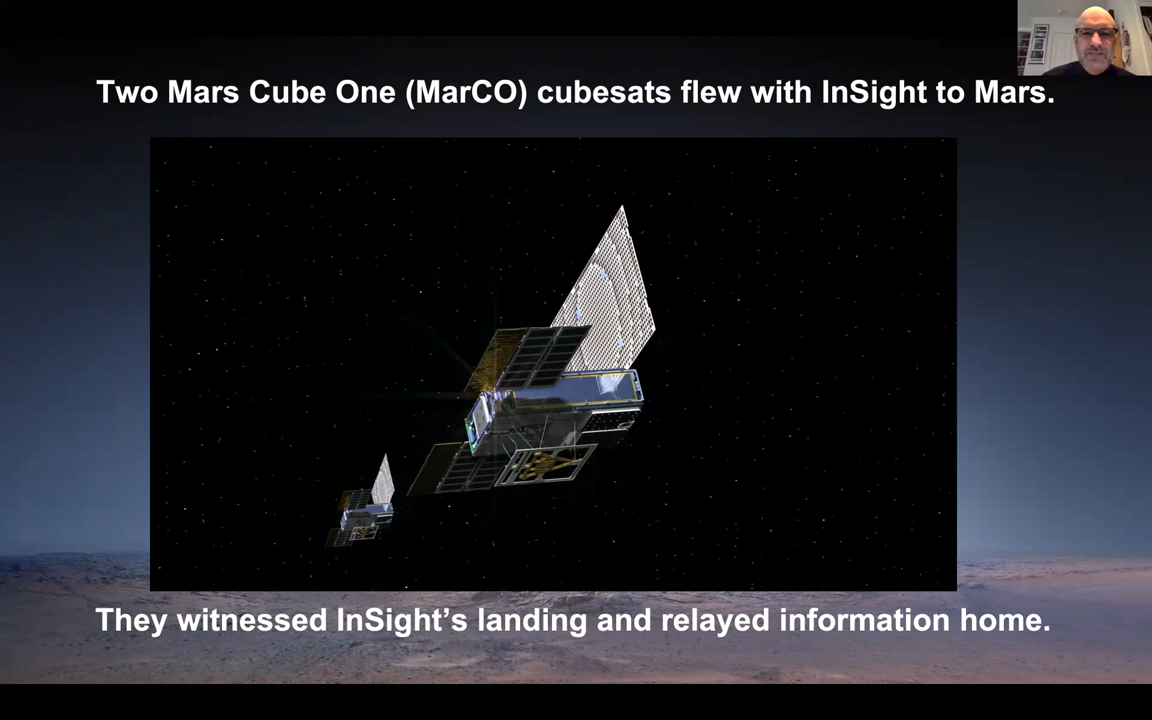 Two Mars Cube One (MarCO) cubesats flew with InSight to Mars.
They witnessed InSight’s landing and relayed information home.